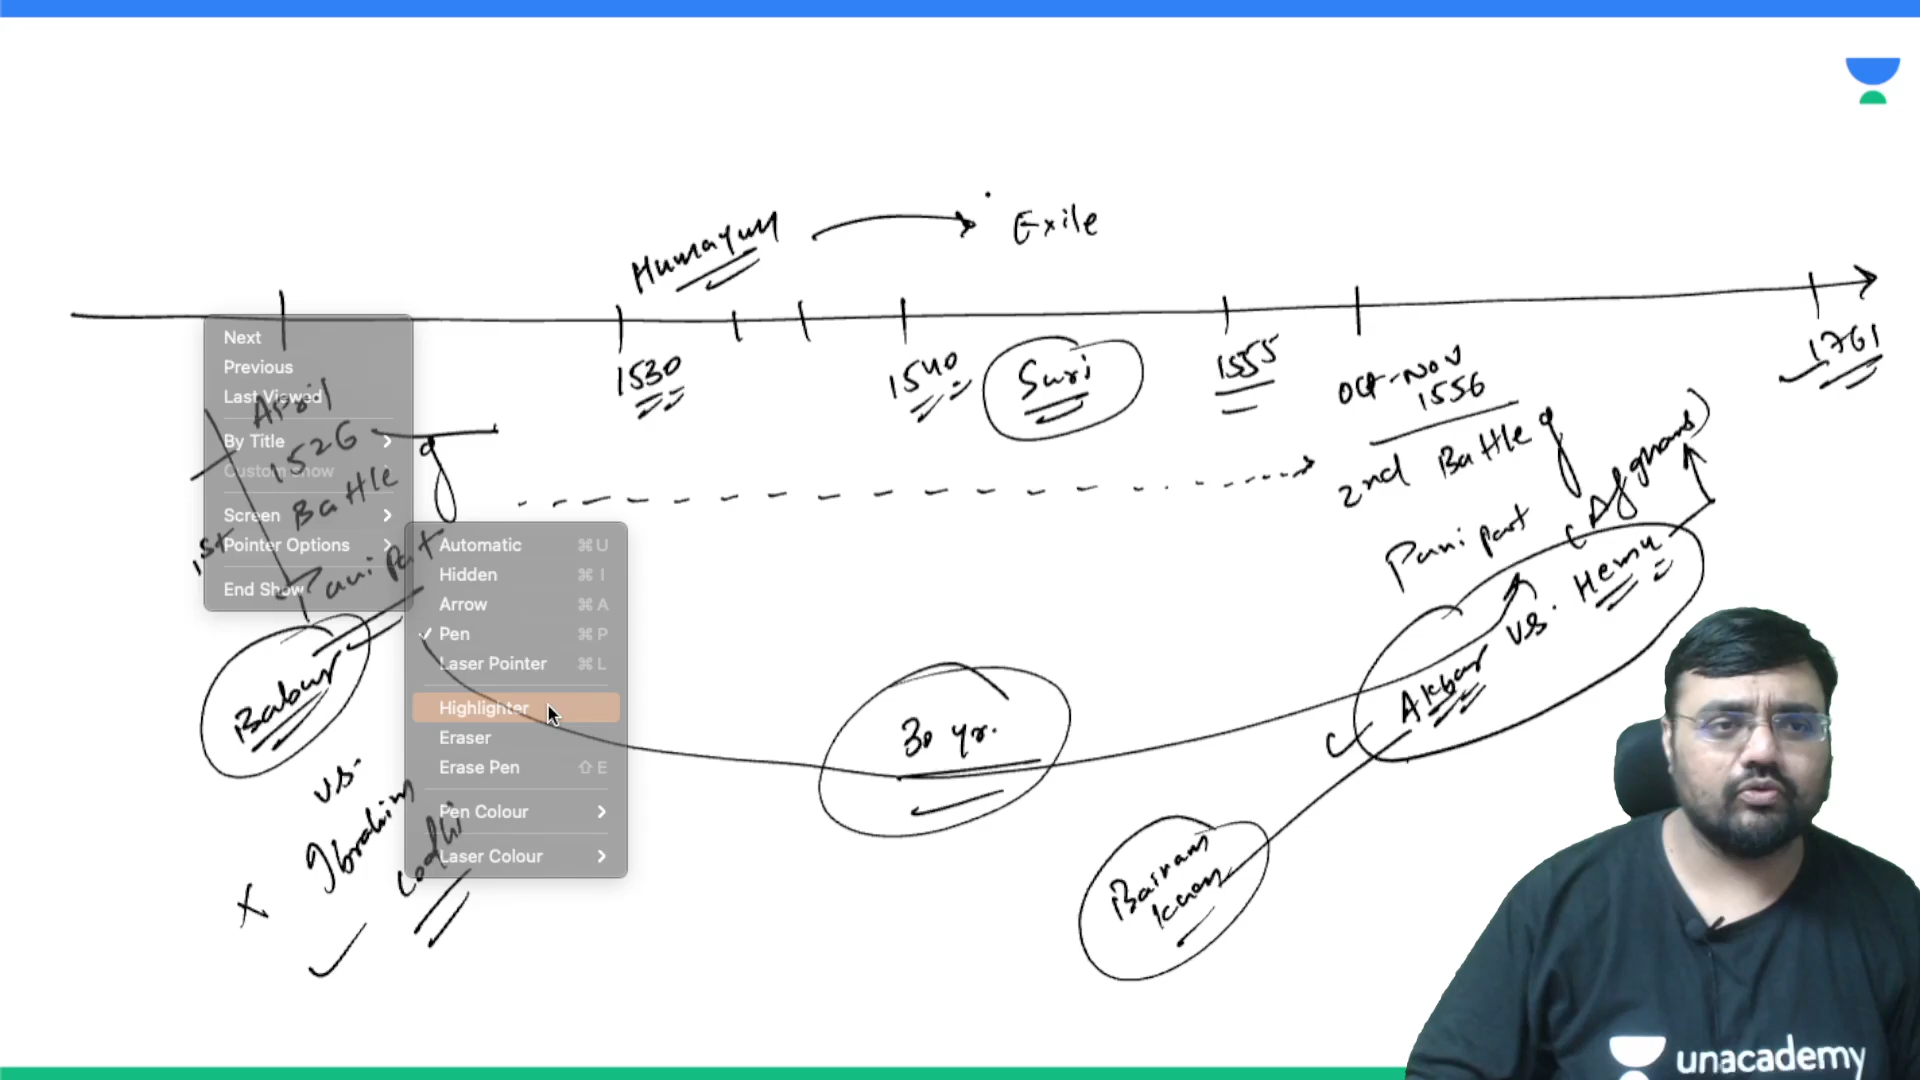 Humayun
Exile
1530
1540
Suri
1555
Oct-Nov
1556
1761
2nd Battle of
Panipat
(Afghans)
Akbar vs. Hemu
April
1526
1st Battle of
Panipat
Babur
vs.
Ibrahim
Lodhi
x
30 yr.
Bairam
Khan
Next
Previous
Last Viewed
By Title
Custom Show
Screen
Pointer Options
End Show
Automatic ⌘ U
Hidden ⌘ I
Arrow ⌘ A
✓ Pen ⌘ P
Laser Pointer ⌘ L
Highlighter
Eraser
Erase Pen ⇧ E
Pen Colour
Laser Colour
unacademy